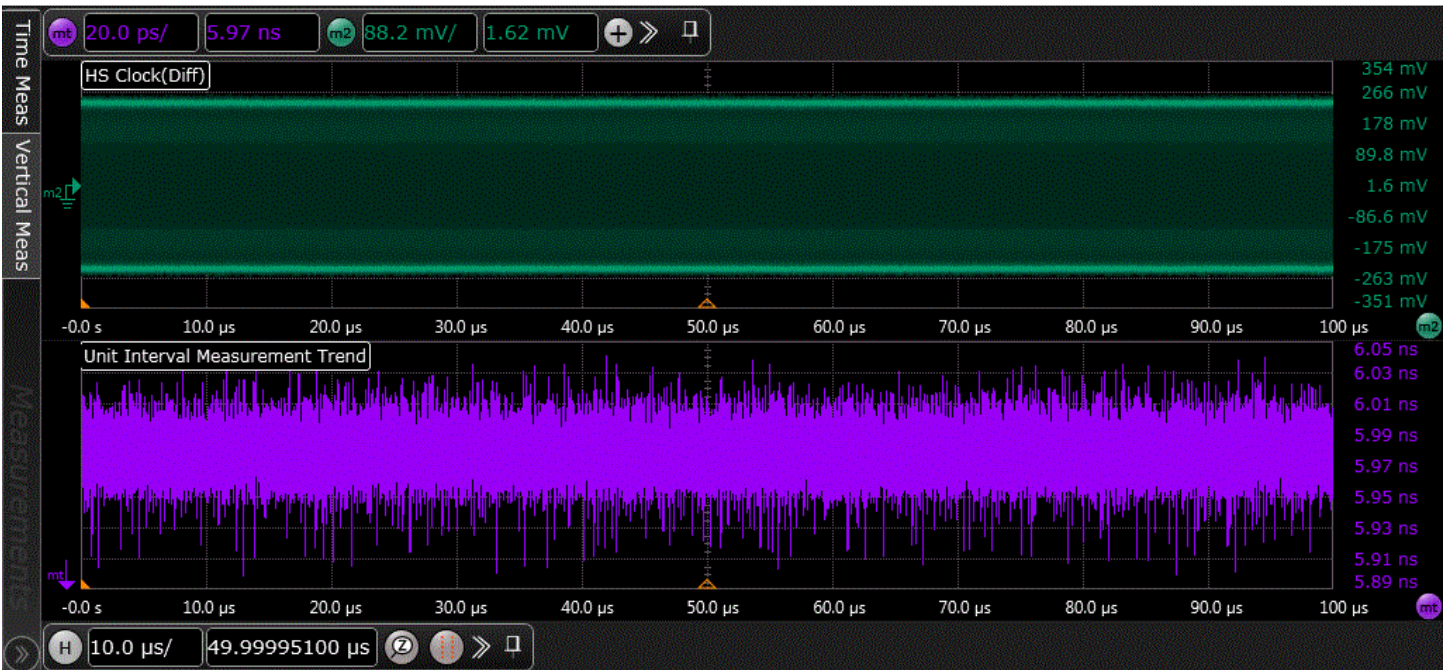 Time Meas
Vertical Meas
Measurements
mt 20.0 ps/ 5.97 ns m2 88.2 mV/ 1.62 mV
HS Clock(Diff)
354 mV
266 mV
178 mV
89.8 mV
m2 1.6 mV
-86.6 mV
-175 mV
-263 mV
-351 mV
-0.0 s 10.0 µs 20.0 µs 30.0 µs 40.0 µs 50.0 µs 60.0 µs 70.0 µs 80.0 µs 90.0 µs 100 µs m2
Unit Interval Measurement Trend
6.05 ns
6.03 ns
6.01 ns
5.99 ns
5.97 ns
5.95 ns
5.93 ns
5.91 ns
mt 5.89 ns
-0.0 s 10.0 µs 20.0 µs 30.0 µs 40.0 µs 50.0 µs 60.0 µs 70.0 µs 80.0 µs 90.0 µs 100 µs mt
H 10.0 µs/ 49.99995100 µs Z